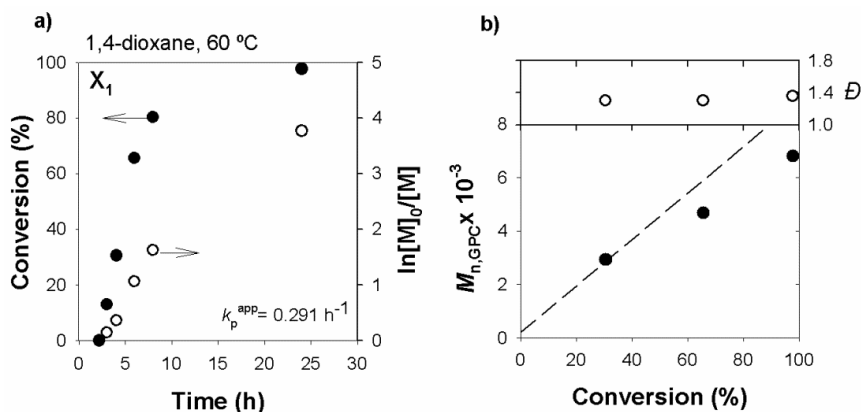 a)
1,4-dioxane, 60 ºC
X₁
100
80
60
40
20
0
Conversion (%)
5
4
3
2
1
0
ln[M]₀/[M]
kₚᵃᵖᵖ= 0.291 h⁻¹
0 5 10 15 20 25 30
Time (h)
b)
1.8
1.4
1.0
Đ
8
6
4
2
0
Mn,GPC x 10⁻³
0 20 40 60 80 100
Conversion (%)